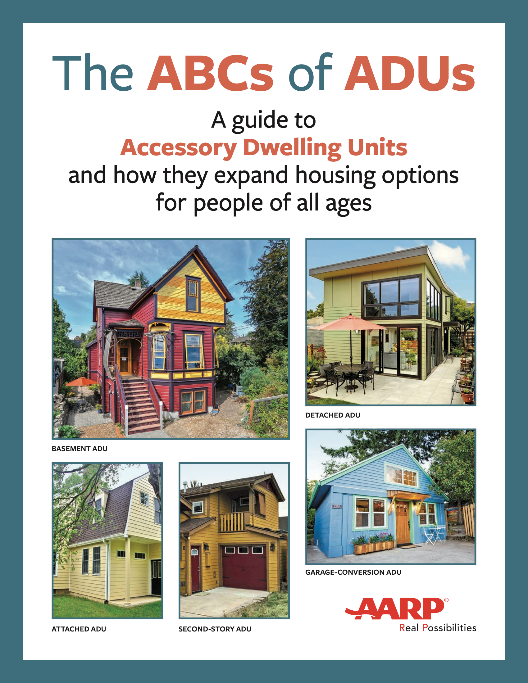 The ABCs of ADUs
A guide to
Accessory Dwelling Units
and how they expand housing options
for people of all ages
BASEMENT ADU
DETACHED ADU
ATTACHED ADU
SECOND-STORY ADU
GARAGE-CONVERSION ADU
AARP®
Real Possibilities